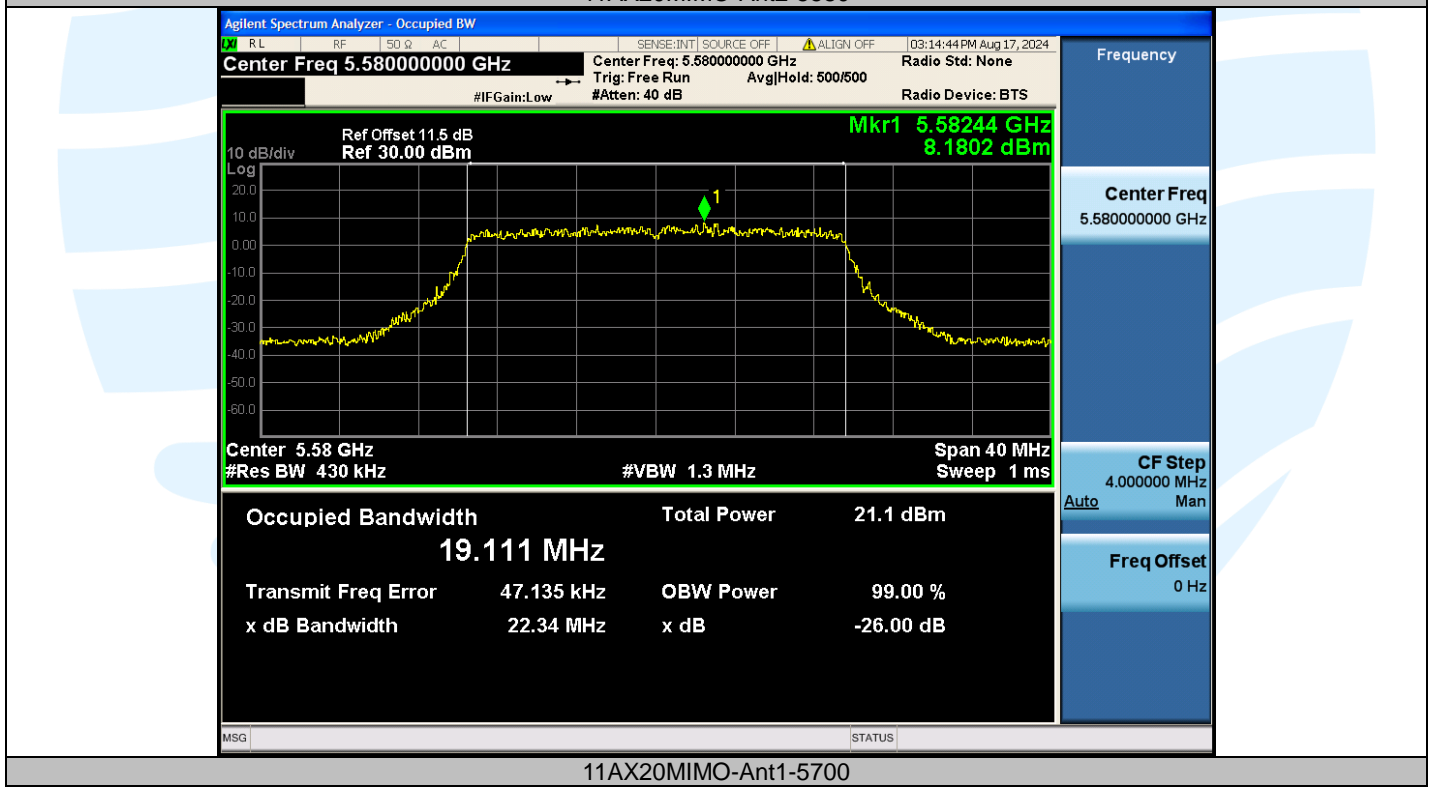 Agilent Spectrum Analyzer - Occupied BW
LXI RL RF 50 Ω AC SENSE:INT SOURCE OFF ALIGN OFF 03:14:44 PM Aug 17, 2024
Center Freq 5.580000000 GHz
Center Freq: 5.580000000 GHz Radio Std: None
Trig: Free Run Avg|Hold: 500/500
#IFGain:Low #Atten: 40 dB Radio Device: BTS
Frequency
Mkr1 5.58244 GHz
8.1802 dBm
Ref Offset 11.5 dB
10 dB/div Ref 30.00 dBm
Log
20.0
10.0
0.00
-10.0
-20.0
-30.0
-40.0
-50.0
-60.0
1
Center 5.58 GHz Span 40 MHz
#Res BW 430 kHz #VBW 1.3 MHz Sweep 1 ms
Center Freq
5.580000000 GHz
CF Step
4.000000 MHz
Auto Man
Freq Offset
0 Hz
Occupied Bandwidth Total Power 21.1 dBm
19.111 MHz
Transmit Freq Error 47.135 kHz OBW Power 99.00 %
x dB Bandwidth 22.34 MHz x dB -26.00 dB
MSG STATUS
11AX20MIMO-Ant1-5700